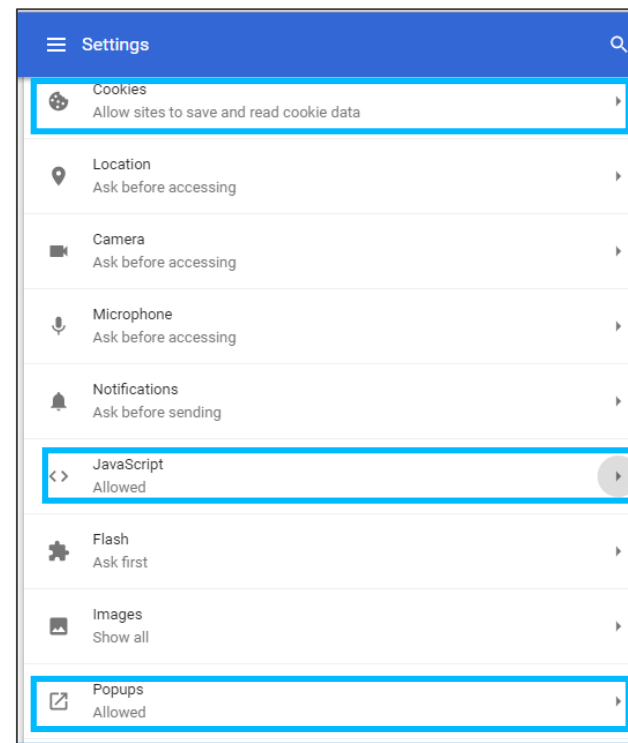 Settings
Cookies
Allow sites to save and read cookie data
Location
Ask before accessing
Camera
Ask before accessing
Microphone
Ask before accessing
Notifications
Ask before sending
JavaScript
Allowed
Flash
Ask first
Images
Show all
Popups
Allowed